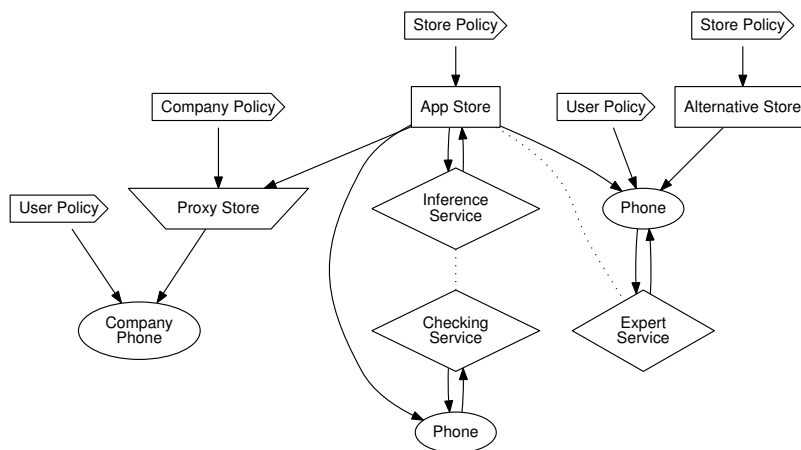 Store Policy
Store Policy
Company Policy
App Store
User Policy
Alternative Store
User Policy
Proxy Store
Inference
Service
Phone
Company
Phone
Checking
Service
Expert
Service
Phone